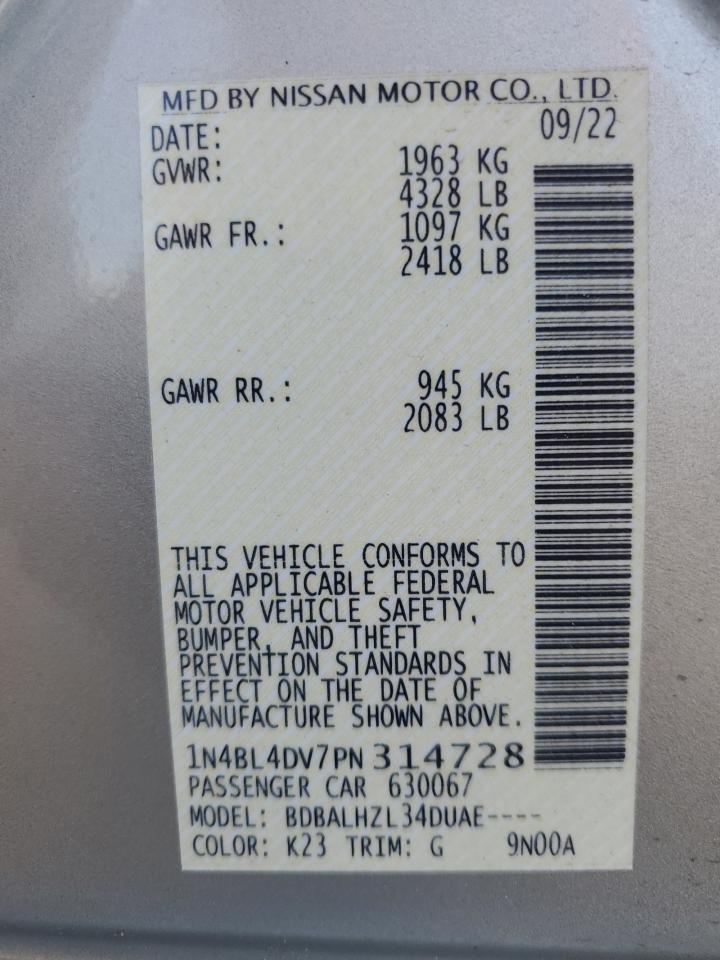 MFD BY NISSAN MOTOR CO., LTD.
DATE: 09/22
GVWR: 1963 KG
4328 LB
GAWR FR.: 1097 KG
2418 LB
GAWR RR.: 945 KG
2083 LB
THIS VEHICLE CONFORMS TO
ALL APPLICABLE FEDERAL
MOTOR VEHICLE SAFETY,
BUMPER, AND THEFT
PREVENTION STANDARDS IN
EFFECT ON THE DATE OF
MANUFACTURE SHOWN ABOVE.
1N4BL4DV7PN314728
PASSENGER CAR 630067
MODEL: BDBALHZL34DUAE----
COLOR: K23 TRIM: G 9N00A